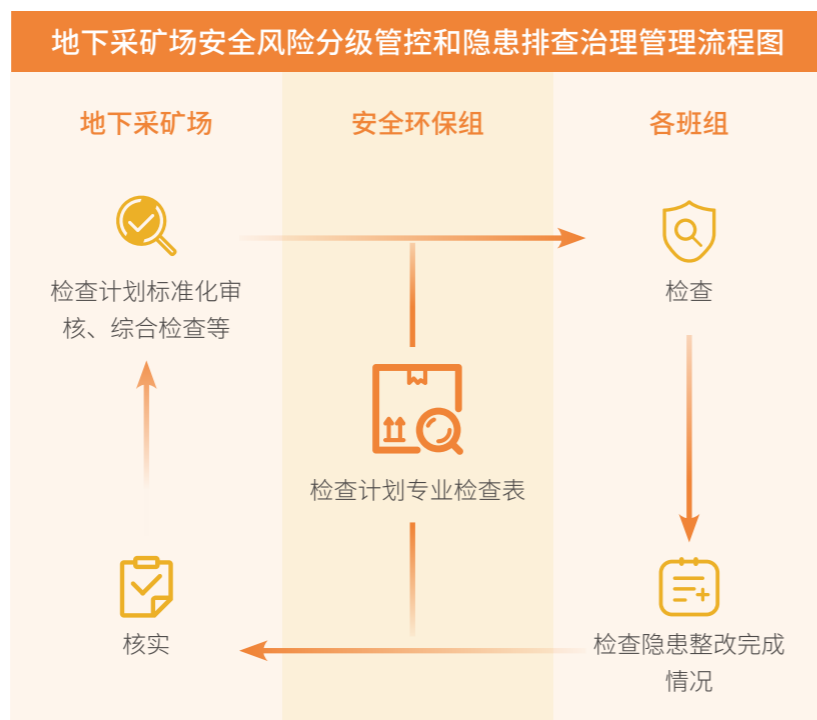 地下采矿场安全风险分级管控和隐患排查治理管理流程图
地下采矿场
安全环保组
各班组
检查计划标准化审
核、综合检查等
检查
检查计划专业检查表
核实
检查隐患整改完成
情况